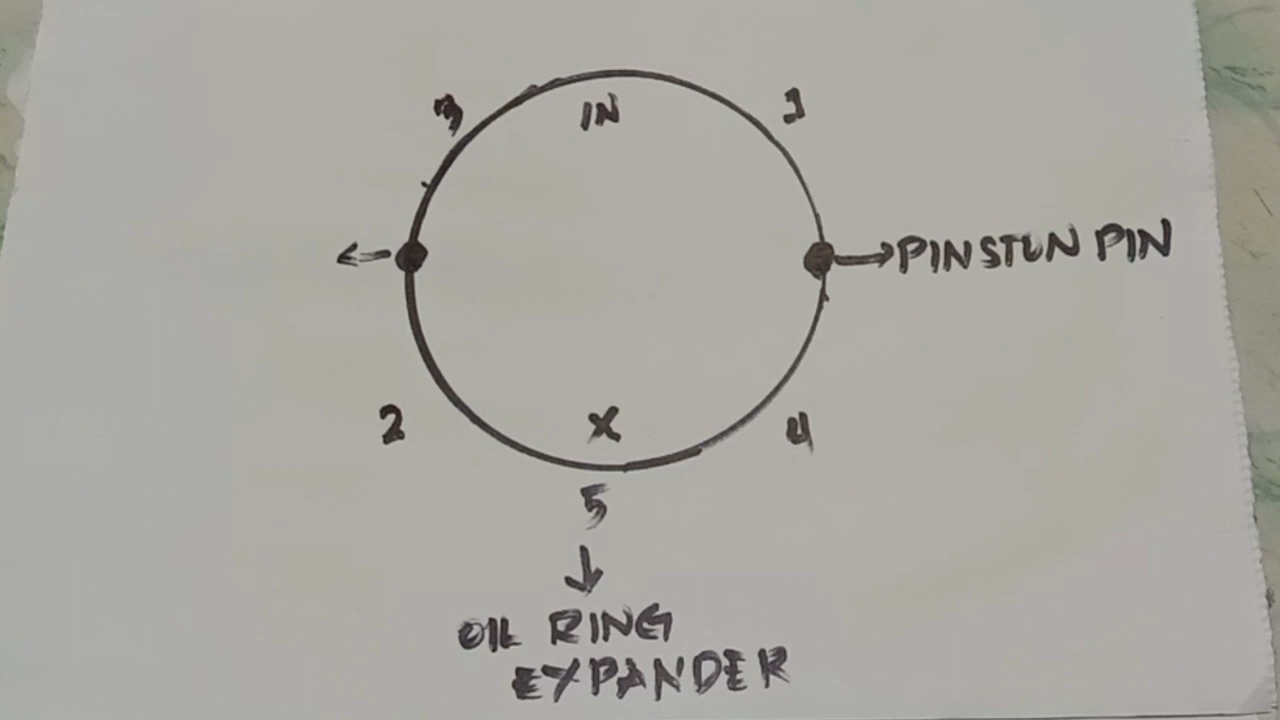 3 IN 1
← → PINSTUN PIN
2 X 4
5
↓
OIL RING
EXPANDER